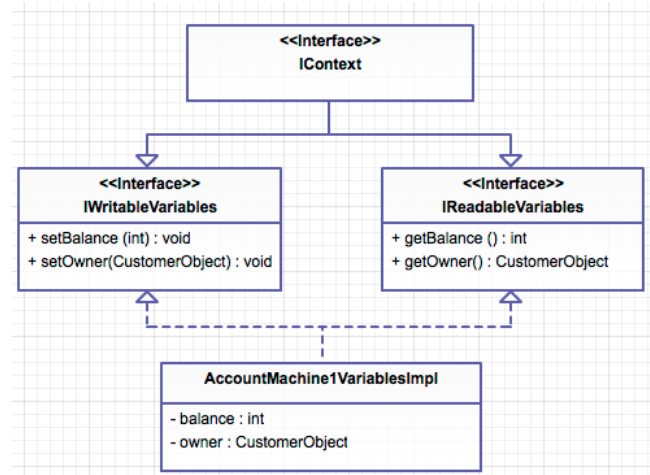 <<Interface>>
IContext
<<Interface>>
IWritableVariables
+ setBalance (int) : void
+ setOwner(CustomerObject) : void
<<Interface>>
IReadableVariables
+ getBalance () : int
+ getOwner() : CustomerObject
AccountMachine1VariablesImpl
- balance : int
- owner : CustomerObject